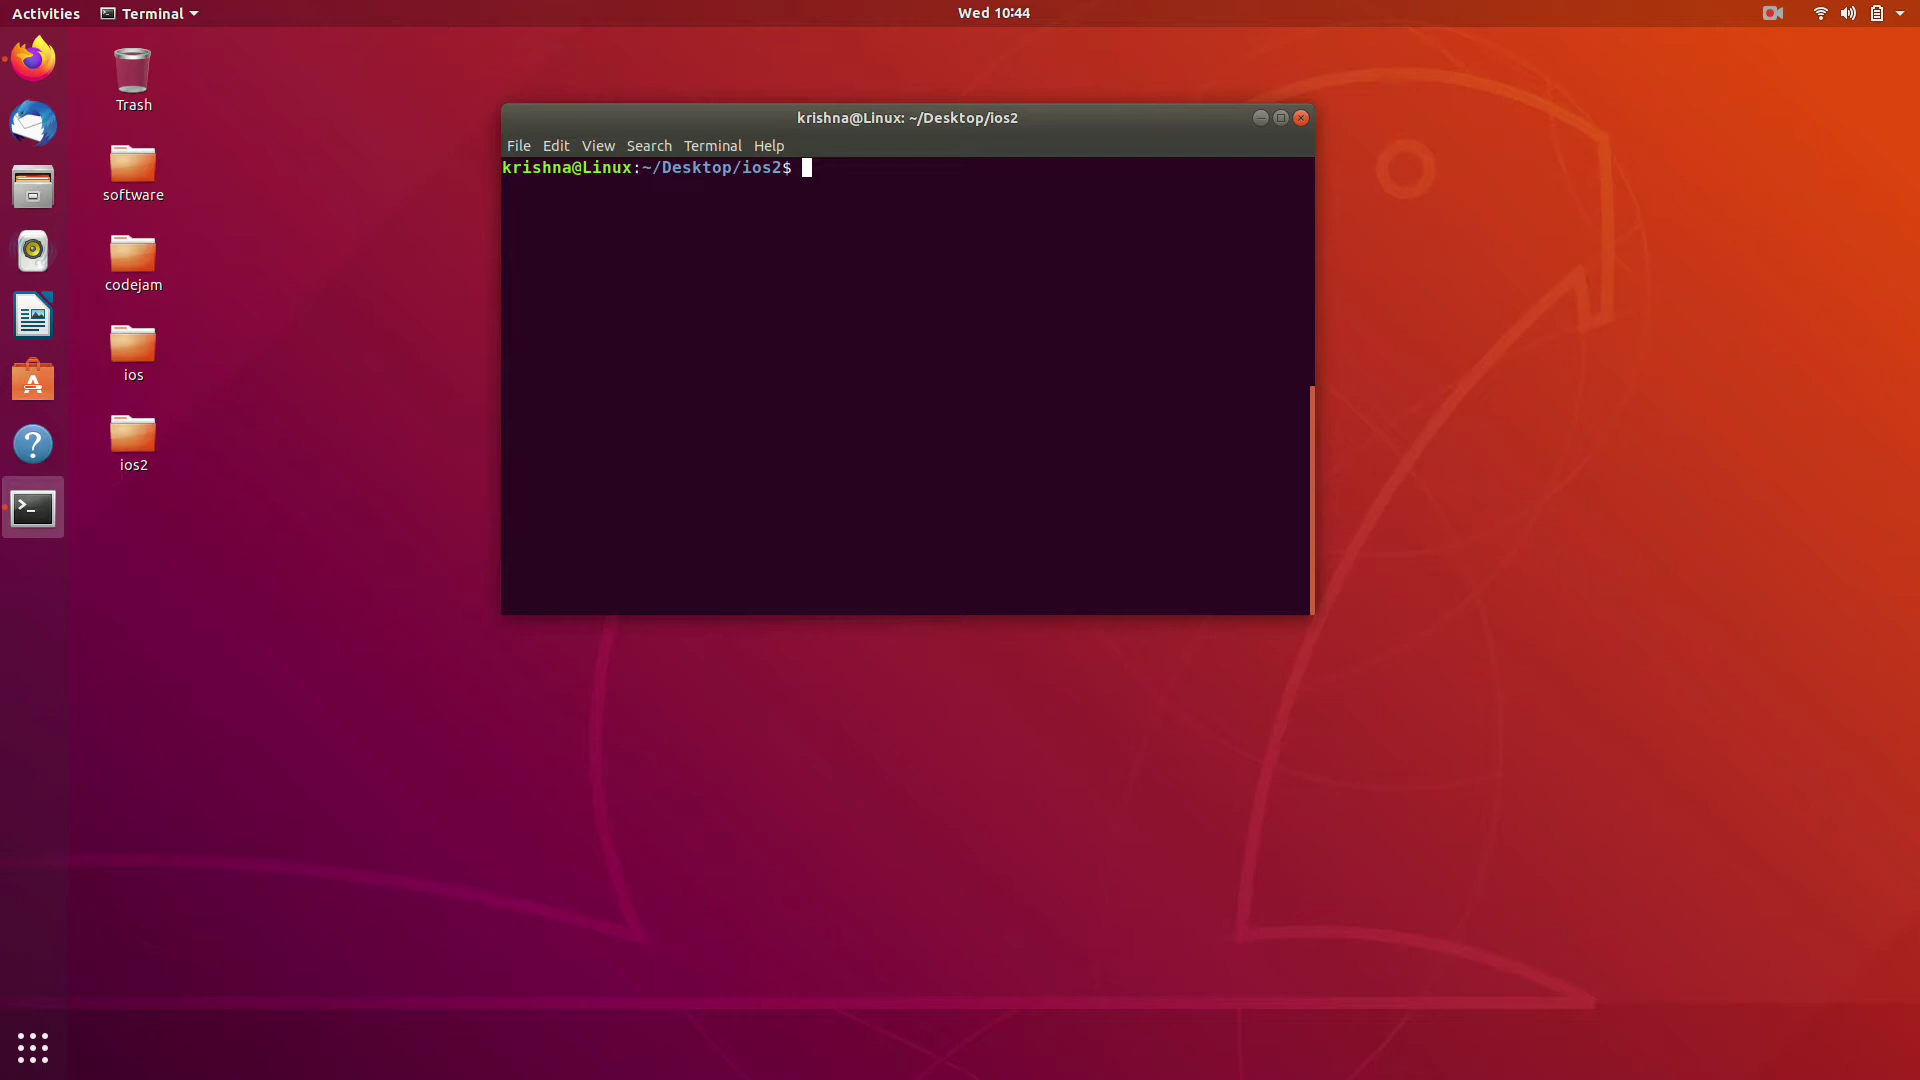 Activities
Terminal
Wed 10:44
Trash
software
codejam
ios
ios2
krishna@Linux: ~/Desktop/ios2
File Edit View Search Terminal Help
krishna@Linux:~/Desktop/ios2$